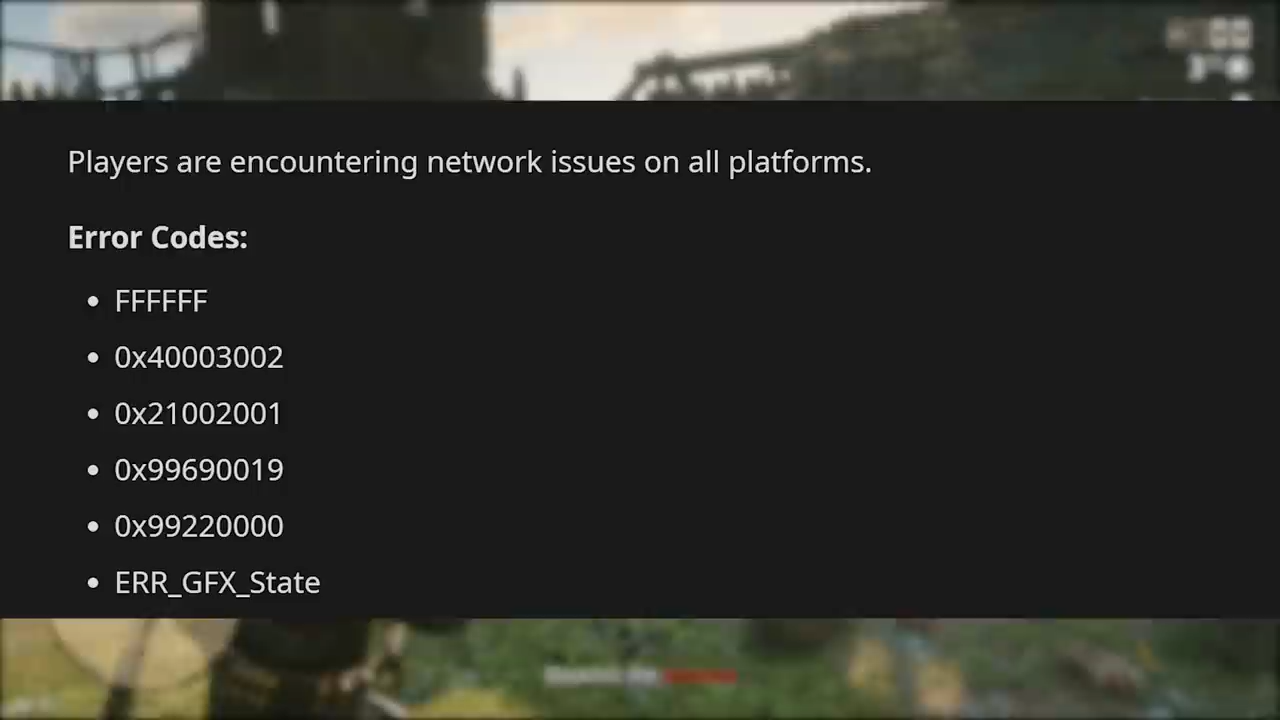 Players are encountering network issues on all platforms.
Error Codes:
• FFFFFF
• 0x40003002
• 0x21002001
• 0x99690019
• 0x99220000
• ERR_GFX_State